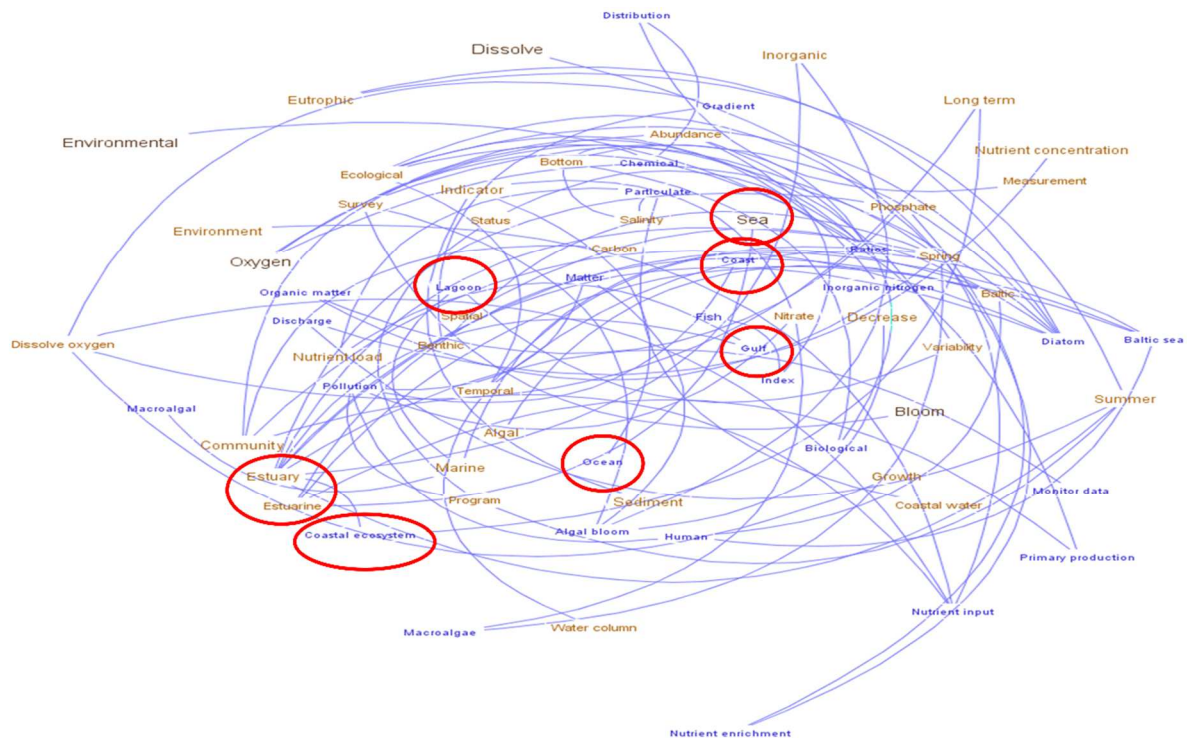 Distribution
Dissolve
Inorganic
Eutrophic
Long term
Gradient
Environmental
Abundance
Nutrient concentration
Bottom
Chemical
Ecological
Measurement
Indicator
Particulate
Survey
Phosphate
Status
Salinity
Sea
Environment
Carbon
Ratios
Spring
Oxygen
Coast
Matter
Lagoon
Inorganic nitrogen
Organic matter
Baltic
Spatial
Fish
Nitrate
Decrease
Discharge
Dissolve oxygen
Benthic
Gulf
Variability
Diatom
Baltic sea
Nutrient load
Index
Pollution
Temporal
Summer
Macroalgal
Bloom
Algal
Community
Biological
Ocean
Marine
Estuary
Growth
Monitor data
Program
Sediment
Estuarine
Coastal water
Algal bloom
Coastal ecosystem
Human
Primary production
Nutrient input
Water column
Macroalgae
Nutrient enrichment